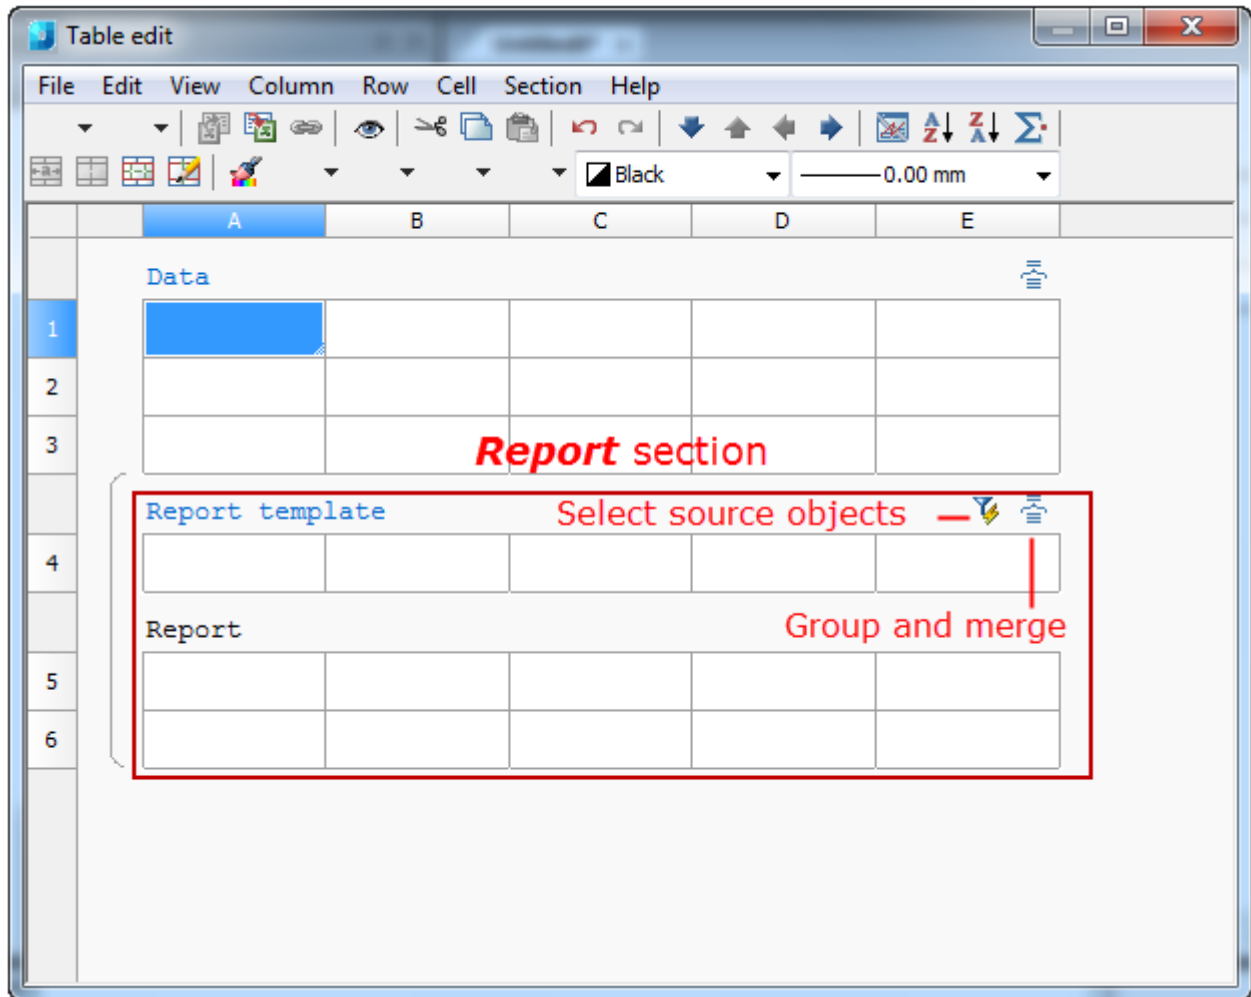 Table edit
File Edit View Column Row Cell Section Help
Black 0.00 mm
A B C D E
Data
1
2
3
Report section
Report template Select source objects
4
Report Group and merge
5
6